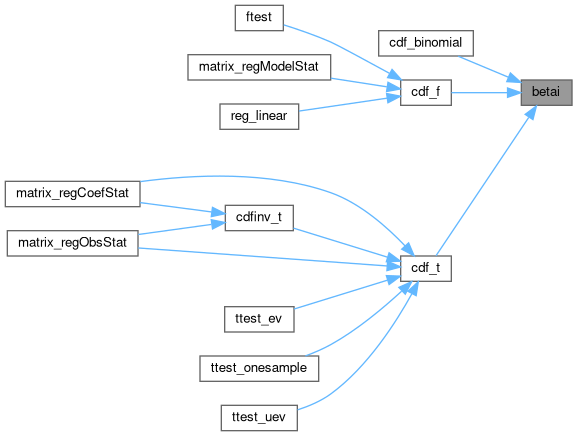 ftest
cdf_binomial
matrix_regModelStat
cdf_f
betai
reg_linear
matrix_regCoefStat
cdfinv_t
matrix_regObsStat
cdf_t
ttest_ev
ttest_onesample
ttest_uev